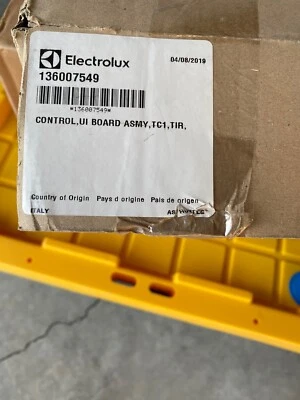 Electrolux
04/08/2019
136007549
*136007549*
CONTROL,UI BOARD ASMY,TC1,TIR,
Country of Origin Pays d origine Pais de origen
ITALY